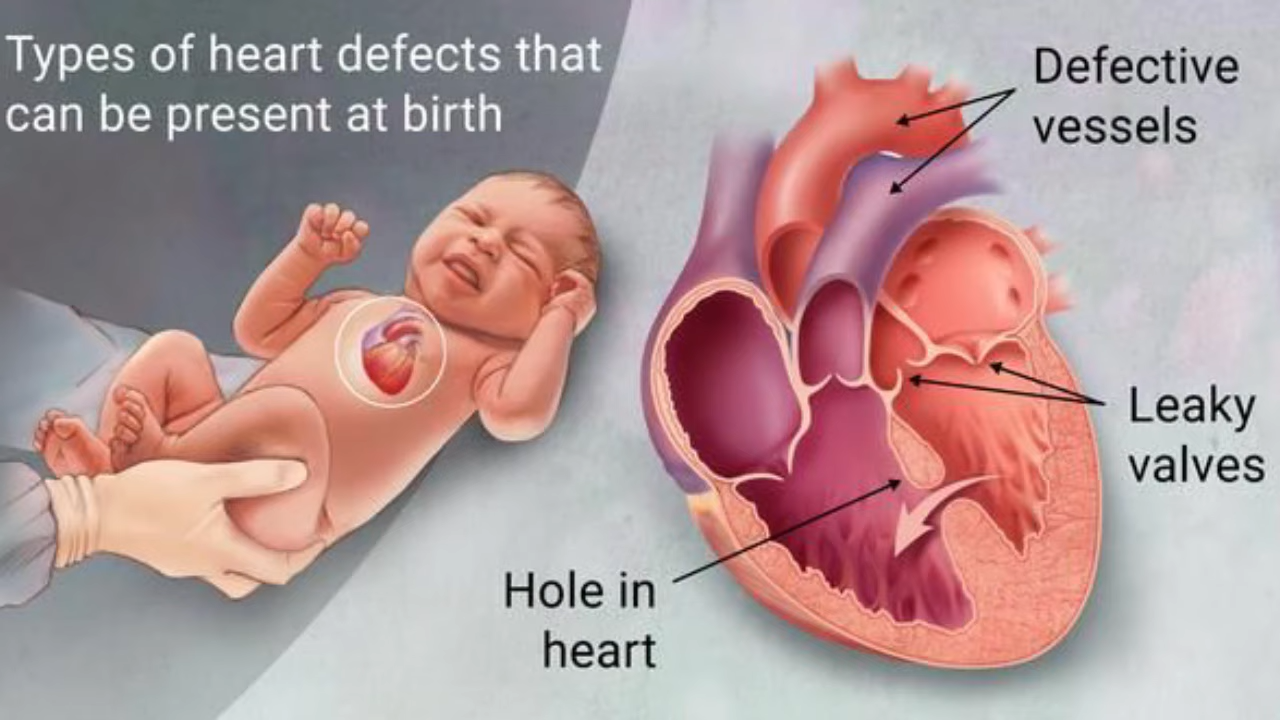 Types of heart defects that
can be present at birth
Defective
vessels
Leaky
valves
Hole in
heart